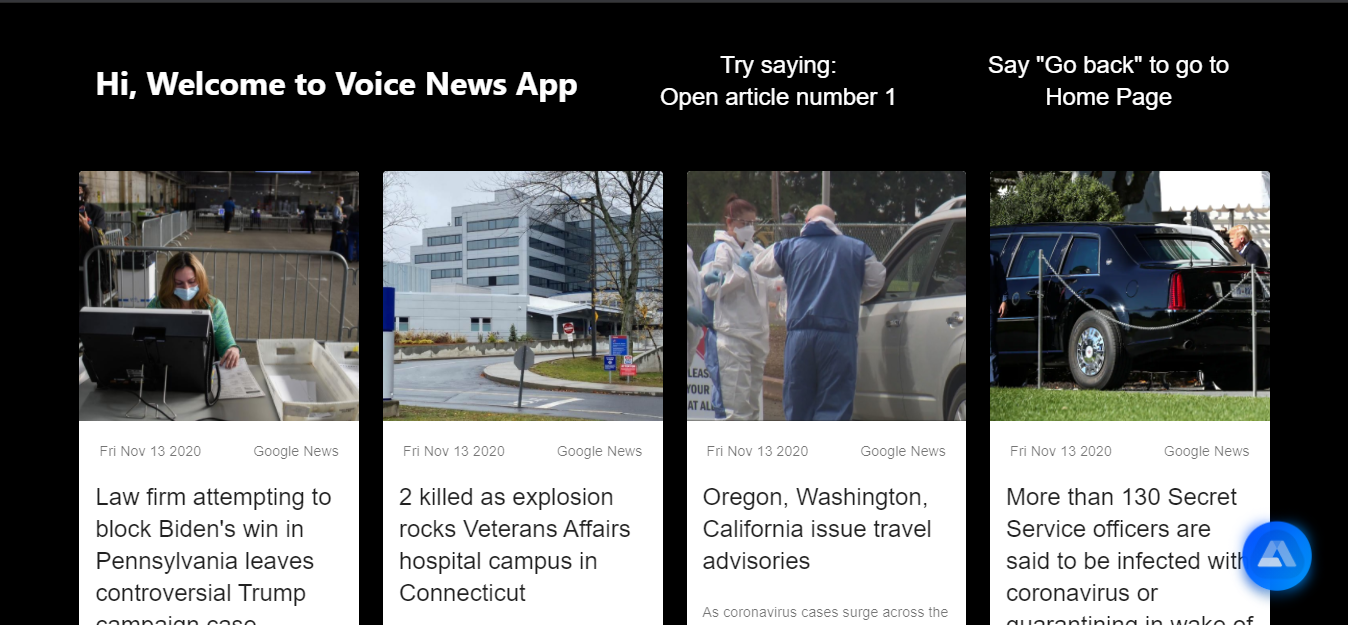 Hi, Welcome to Voice News App
Try saying:
Open article number 1
Say "Go back" to go to
Home Page
Fri Nov 13 2020 Google News
Law firm attempting to
block Biden's win in
Pennsylvania leaves
controversial Trump
campaign case
Fri Nov 13 2020 Google News
2 killed as explosion
rocks Veterans Affairs
hospital campus in
Connecticut
YOUR
AT ALL
Fri Nov 13 2020 Google News
Oregon, Washington,
California issue travel
advisories
As coronavirus cases surge across the
Fri Nov 13 2020 Google News
More than 130 Secret
Service officers are
said to be infected with
coronavirus or
quarantining in wake of